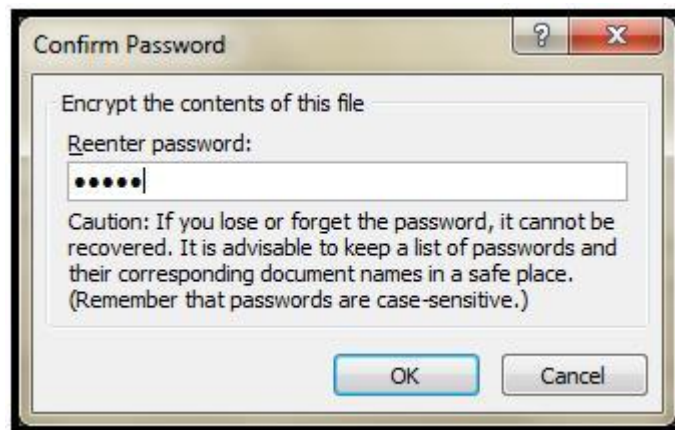 Confirm Password
Encrypt the contents of this file
Reenter password:
●●●●●
Caution: If you lose or forget the password, it cannot be
recovered. It is advisable to keep a list of passwords and
their corresponding document names in a safe place.
(Remember that passwords are case-sensitive.)
OK Cancel